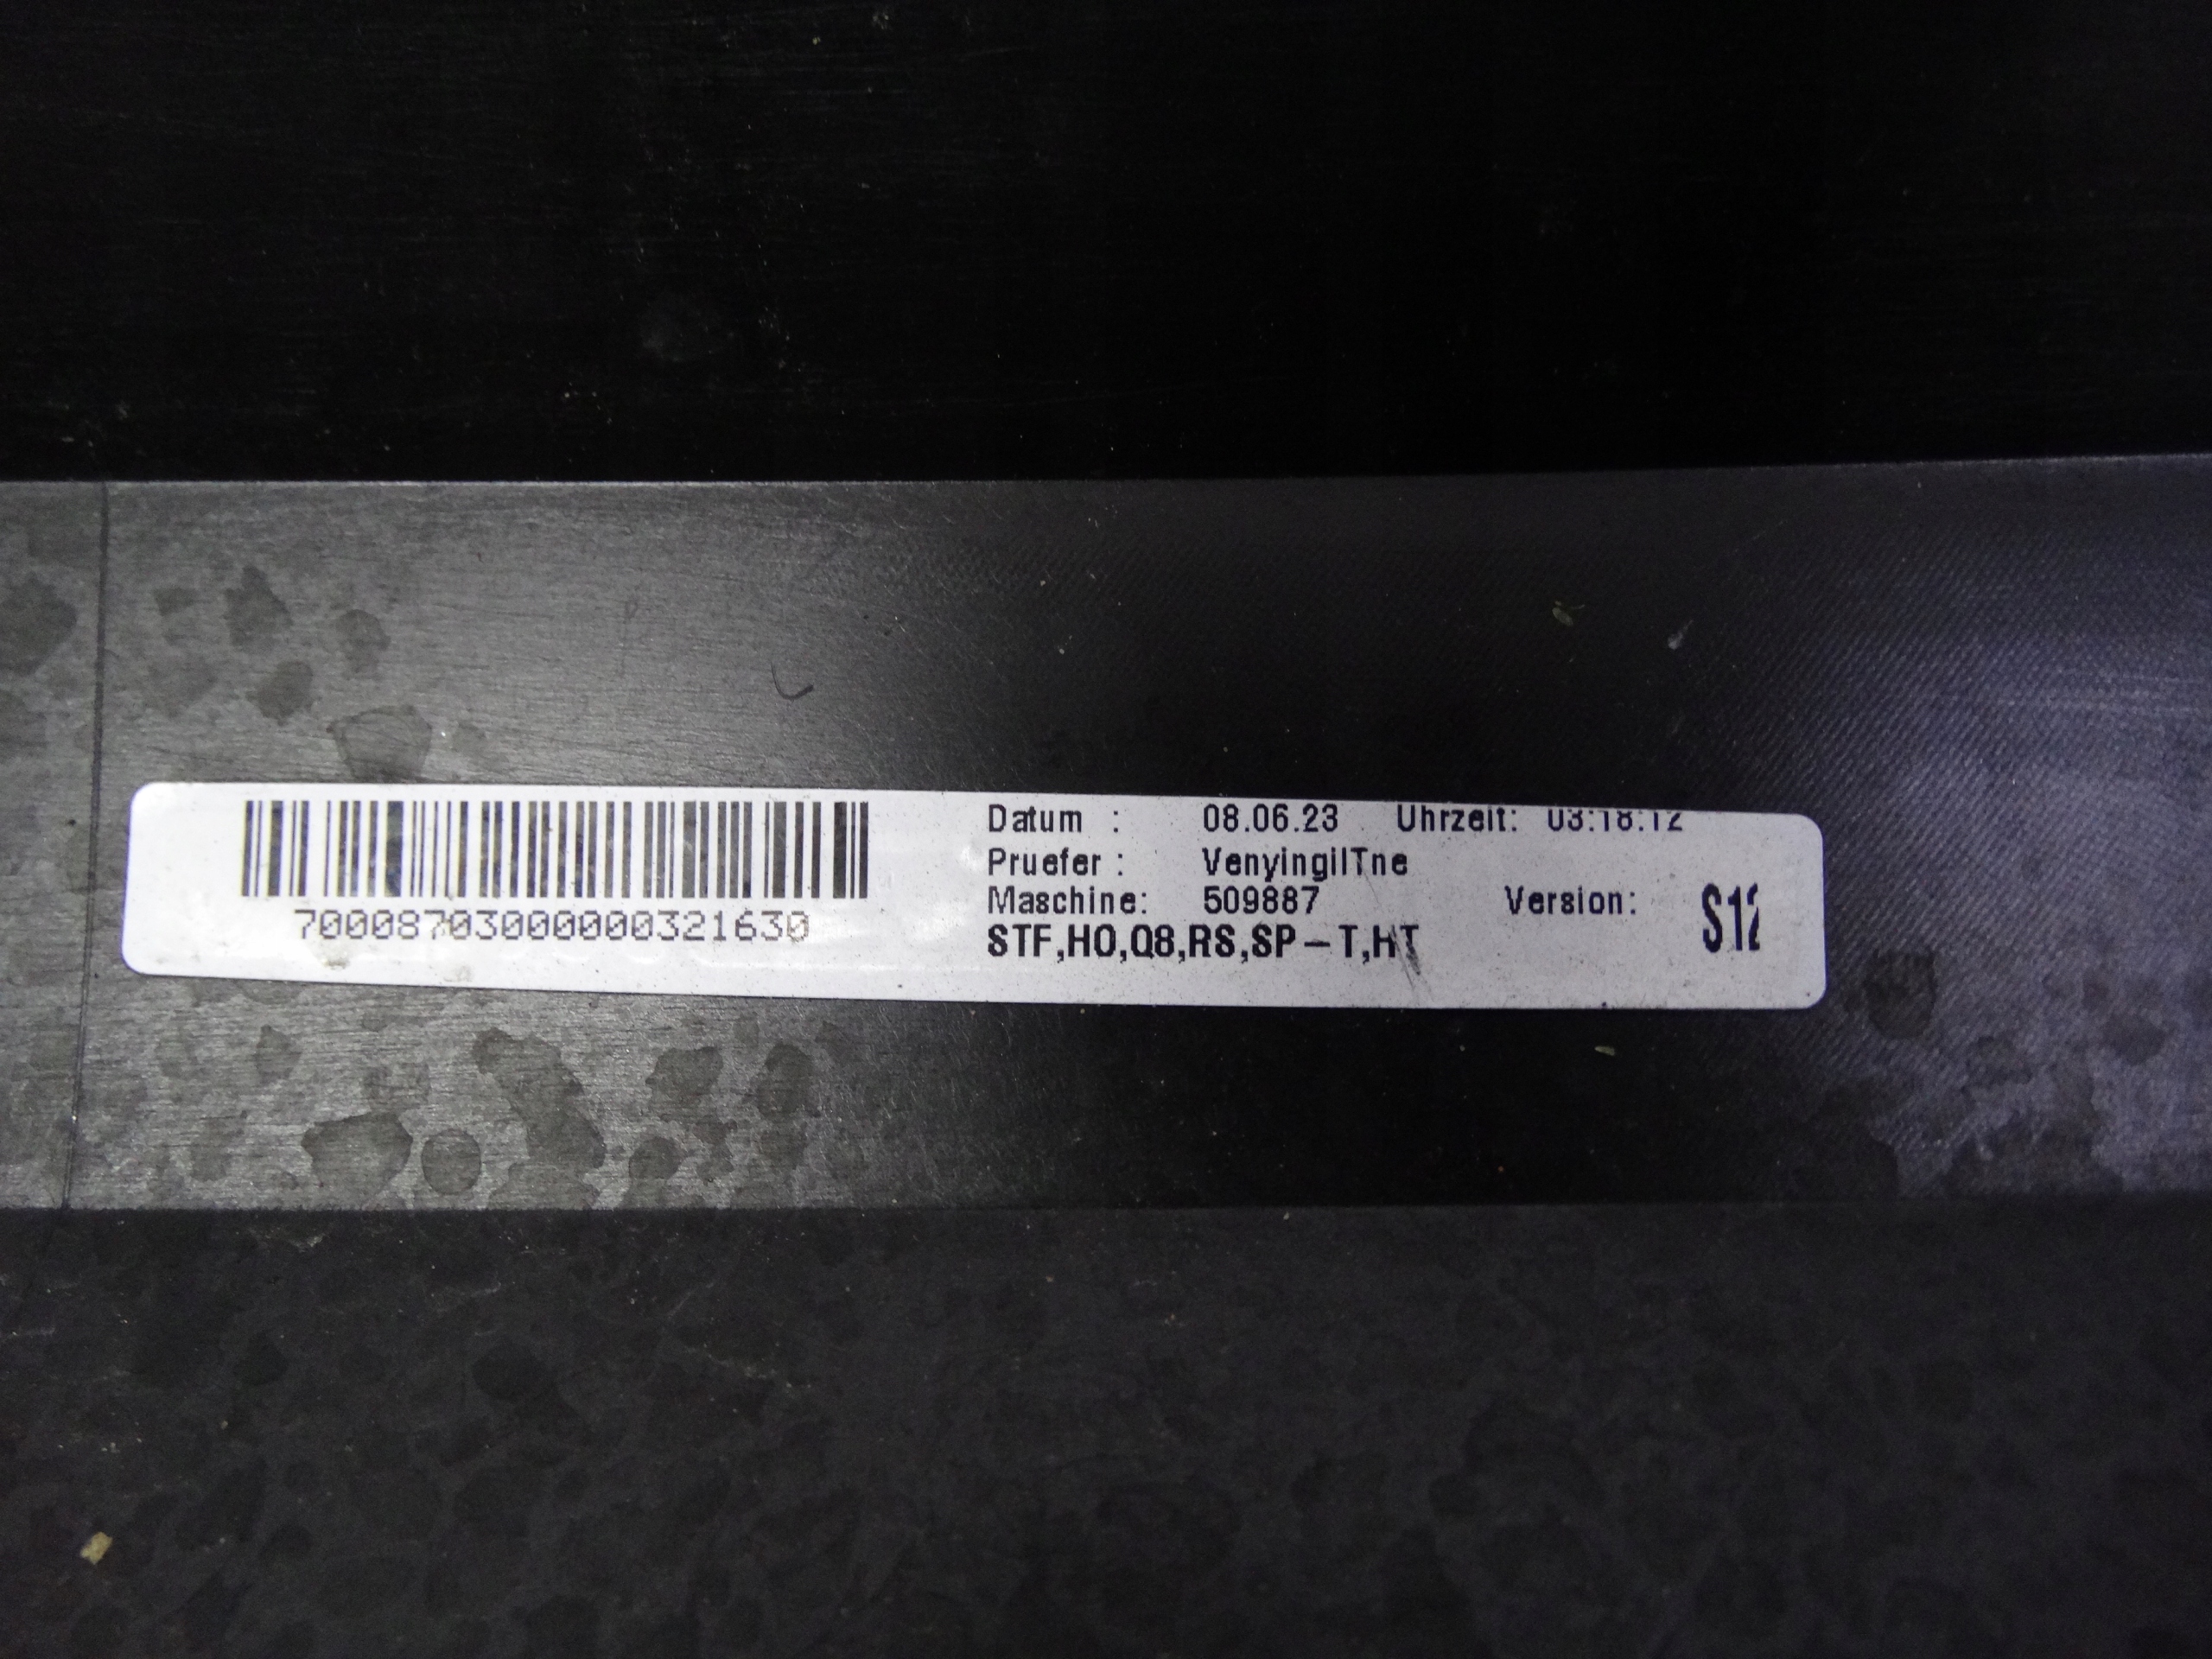 70008703000000321630
Datum : 08.06.23 Uhrzeit: 03:18:12
Pruefer : VenyingilTne
Maschine: 509887 Version: S12
STF,HO,Q8,RS,SP-T,HT